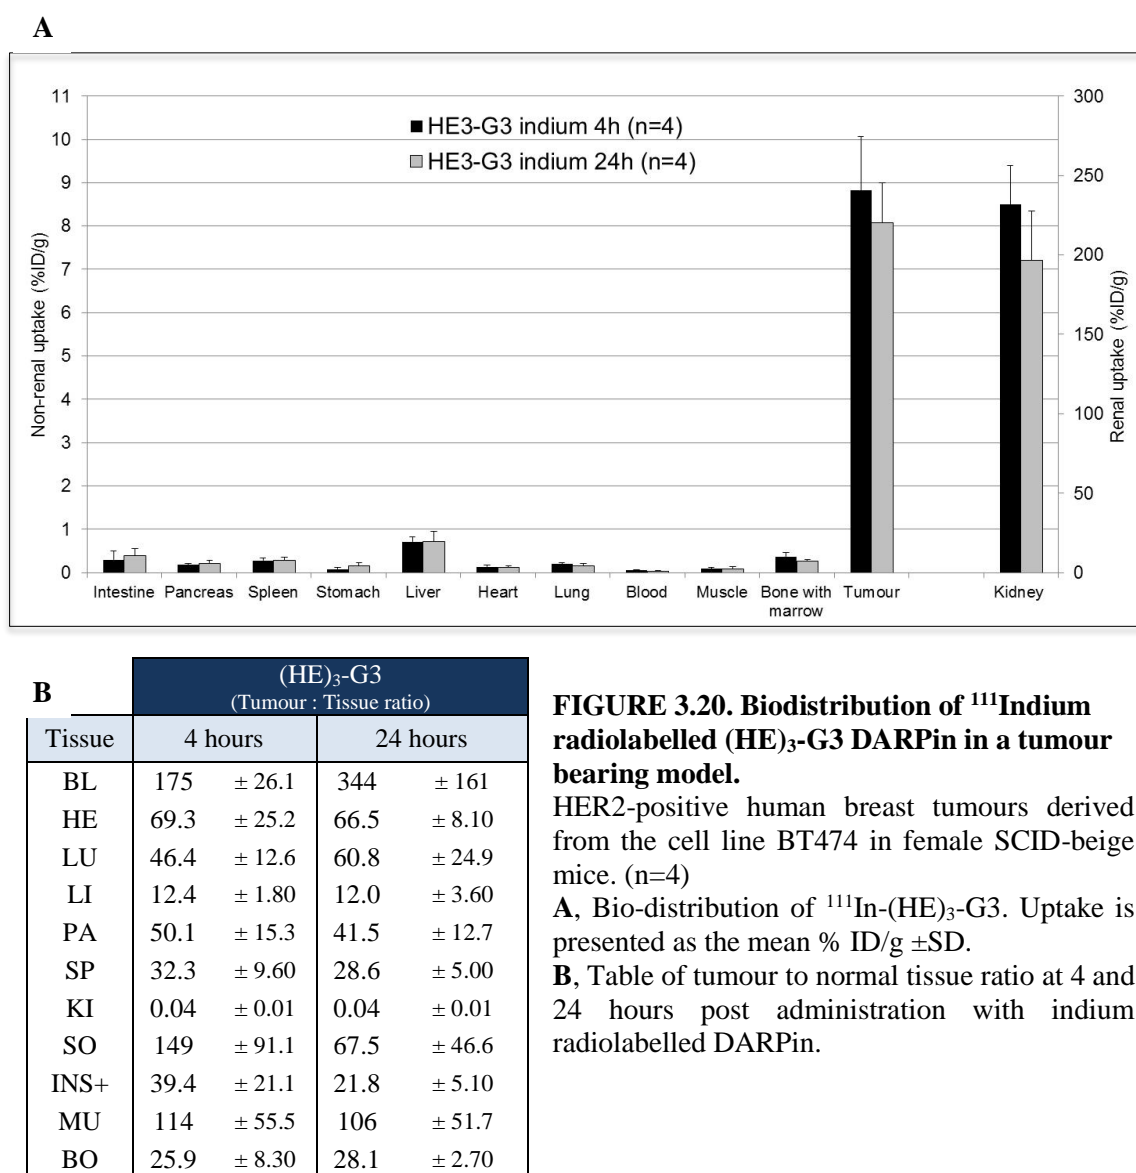 A
11
10
9
8
7
6
5
4
3
2
1
0
Non-renal uptake (%ID/g)
■ HE3-G3 indium 4h (n=4)
■ HE3-G3 indium 24h (n=4)
300
250
200
150
100
50
0
Renal uptake (%ID/g)
Intestine Pancreas Spleen Stomach Liver Heart Lung Blood Muscle Bone with marrow Tumour Kidney
B
(HE)₃-G3
(Tumour : Tissue ratio)
Tissue 4 hours 24 hours
BL 175 ± 26.1 344 ± 161
HE 69.3 ± 25.2 66.5 ± 8.10
LU 46.4 ± 12.6 60.8 ± 24.9
LI 12.4 ± 1.80 12.0 ± 3.60
PA 50.1 ± 15.3 41.5 ± 12.7
SP 32.3 ± 9.60 28.6 ± 5.00
KI 0.04 ± 0.01 0.04 ± 0.01
SO 149 ± 91.1 67.5 ± 46.6
INS+ 39.4 ± 21.1 21.8 ± 5.10
MU 114 ± 55.5 106 ± 51.7
BO 25.9 ± 8.30 28.1 ± 2.70
FIGURE 3.20. Biodistribution of ¹¹¹Indium
radiolabelled (HE)₃-G3 DARPin in a tumour
bearing model.
HER2-positive human breast tumours derived
from the cell line BT474 in female SCID-beige
mice. (n=4)
A, Bio-distribution of ¹¹¹In-(HE)₃-G3. Uptake is
presented as the mean % ID/g ±SD.
B, Table of tumour to normal tissue ratio at 4 and
24 hours post administration with indium
radiolabelled DARPin.